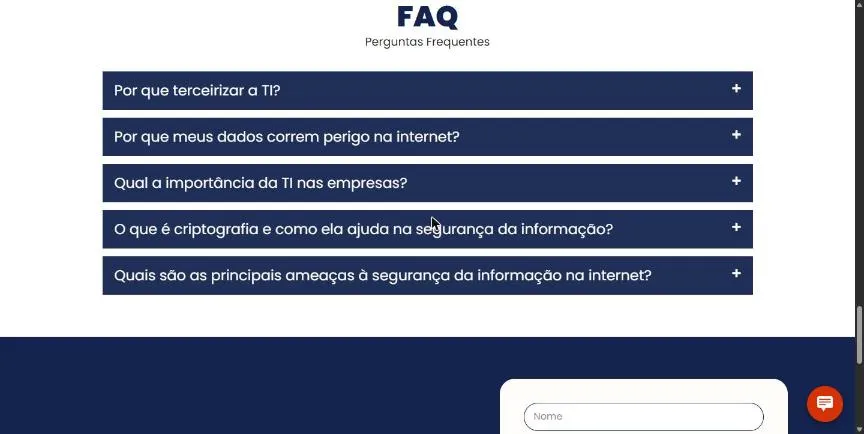 FAQ
Perguntas Frequentes
Por que terceirizar a TI?
Por que meus dados correm perigo na internet?
Qual a importância da TI nas empresas?
O que é criptografia e como ela ajuda na segurança da informação?
Quais são as principais ameaças à segurança da informação na internet?
Nome